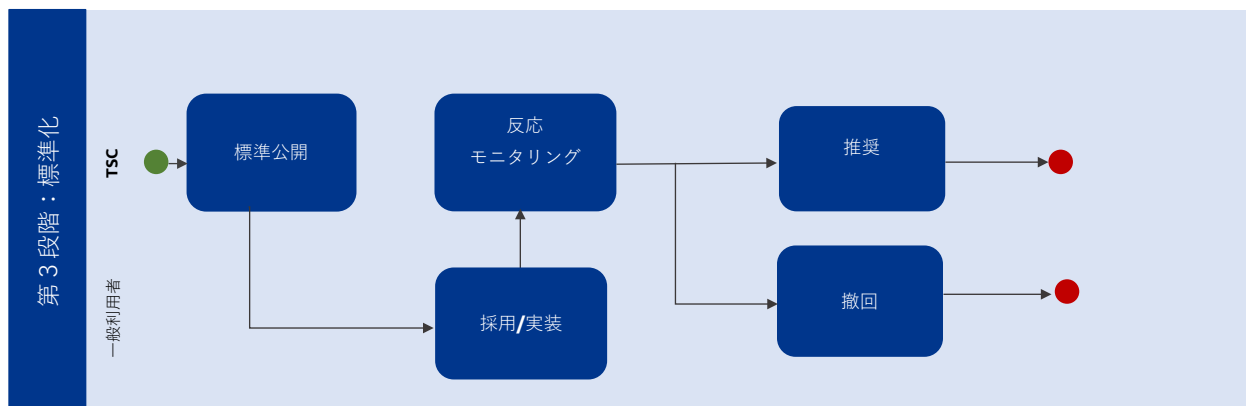 第３段階：標準化
TSC
一般利用者
標準公開
反応
モニタリング
採用/実装
推奨
撤回